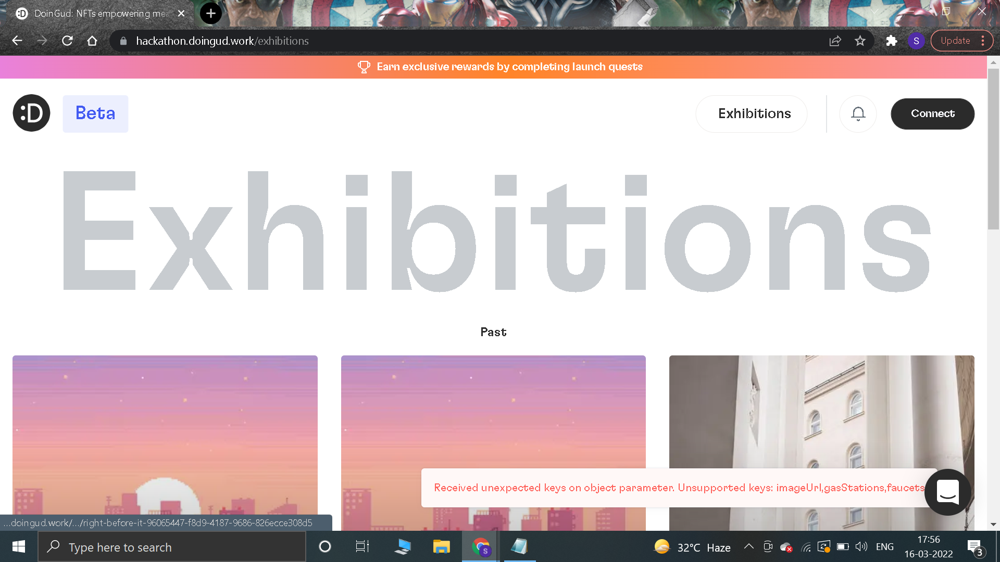 :D DoinGud: NFTs empowering mea
hackathon.doingud.work/exhibitions
S
Update
Earn exclusive rewards by completing launch quests
:D
Beta
Exhibitions
Connect
Exhibitions
Past
Received unexpected keys on object parameter. Unsupported keys: imageUrl,gasStations,faucets
...doingud.work/.../right-before-it-96065447-f8d9-4187-9686-826ecce308d5
Type here to search
S
32°C Haze
ENG
17:56
16-03-2022
3